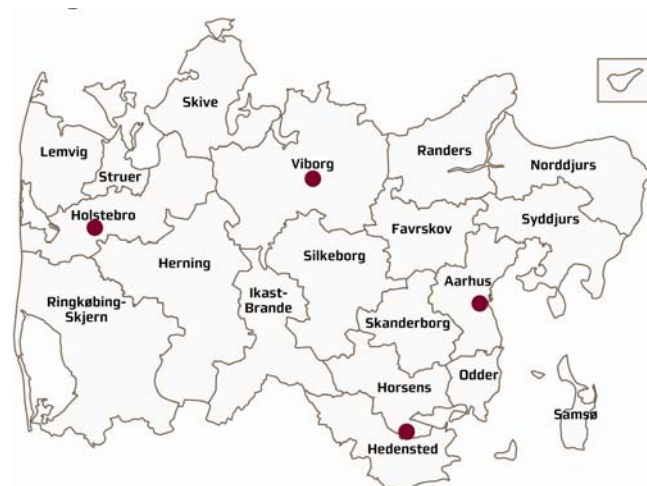 Skive
Lemvig
Struer
Viborg
Randers
Norddjurs
Holstebro
Favrskov
Syddjurs
Herning
Silkeborg
Aarhus
Ikast-
Brande
Ringkøbing-
Skjern
Skanderborg
Horsens
Odder
Samsø
Hedensted